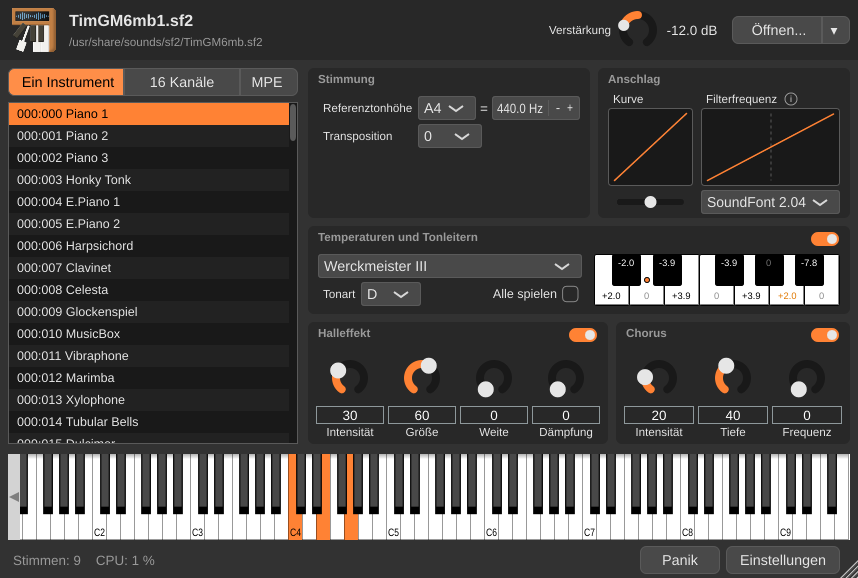 TimGM6mb1.sf2
/usr/share/sounds/sf2/TimGM6mb.sf2
Verstärkung
-12.0 dB
Öffnen...
Ein Instrument
16 Kanäle
MPE
000:000 Piano 1
000:001 Piano 2
000:002 Piano 3
000:003 Honky Tonk
000:004 E.Piano 1
000:005 E.Piano 2
000:006 Harpsichord
000:007 Clavinet
000:008 Celesta
000:009 Glockenspiel
000:010 MusicBox
000:011 Vibraphone
000:012 Marimba
000:013 Xylophone
000:014 Tubular Bells
000:015 Dulcimer
Stimmung
Referenztonhöhe
A4
=
440.0 Hz
- +
Transposition
0
Anschlag
Kurve
Filterfrequenz
i
SoundFont 2.04
Temperaturen und Tonleitern
Werckmeister III
Tonart
D
Alle spielen
-2.0 -3.9 -3.9 0 -7.8
+2.0 0 +3.9 0 +3.9 +2.0 0
Halleffekt
30 60 0 0
Intensität Größe Weite Dämpfung
Chorus
20 40 0
Intensität Tiefe Frequenz
C2 C3 C4 C5 C6 C7 C8 C9
Stimmen: 9 CPU: 1 %
Panik
Einstellungen